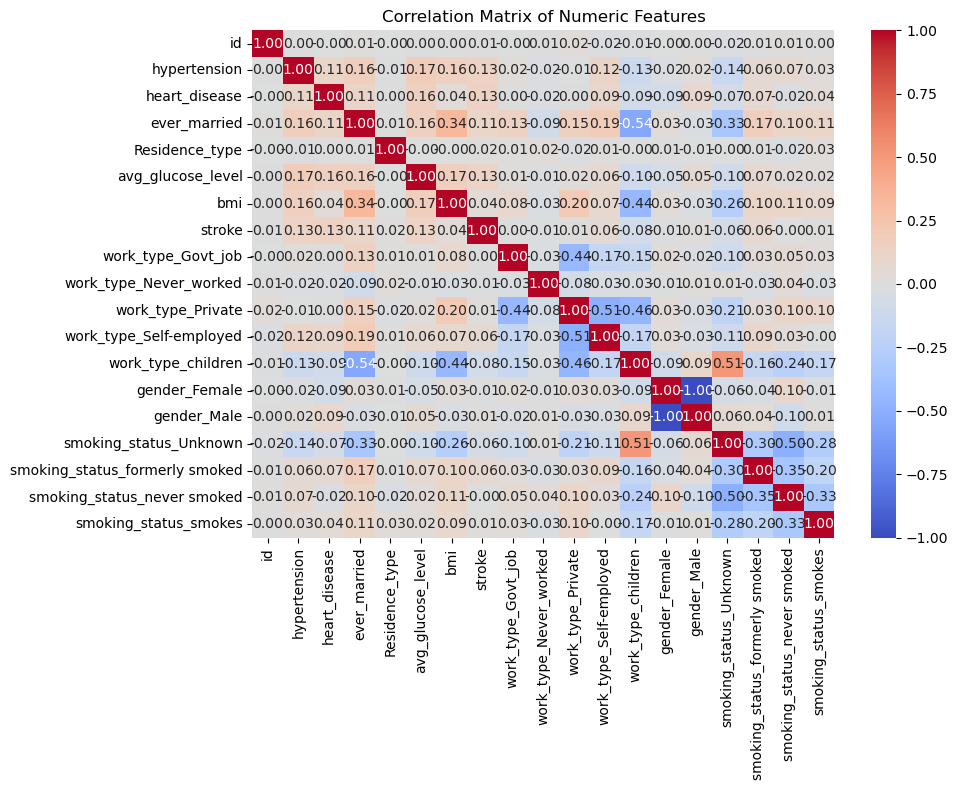 Correlation Matrix of Numeric Features
id 1.00 0.00 -0.00 0.01 -0.00 0.00 0.00 0.01 -0.00 0.01 0.02 -0.02 -0.01 -0.00 0.00 -0.02 0.01 0.01 0.00
hypertension 0.00 1.00 0.11 0.16 -0.01 0.17 0.16 0.13 0.02 -0.02 -0.01 0.12 -0.13 -0.02 0.02 -0.14 0.06 0.07 0.03
heart_disease -0.00 0.11 1.00 0.11 0.00 0.16 0.04 0.13 0.00 -0.02 -0.00 0.09 -0.09 -0.09 0.09 -0.07 0.07 -0.02 0.04
ever_married 0.01 0.16 0.11 1.00 0.01 0.16 0.34 0.11 0.13 -0.09 0.15 0.19 -0.54 0.03 -0.03 -0.33 0.17 0.10 0.11
Residence_type -0.00 -0.01 0.00 0.01 1.00 -0.00 -0.00 0.02 0.01 0.02 -0.02 0.01 -0.00 0.01 -0.01 -0.00 0.01 -0.02 0.03
avg_glucose_level 0.00 0.17 0.16 0.16 -0.00 1.00 0.17 0.13 0.01 -0.01 0.02 0.06 -0.10 -0.05 0.05 -0.10 0.07 0.02 0.02
bmi 0.00 0.16 0.04 0.34 -0.00 0.17 1.00 0.04 0.08 -0.03 0.20 0.07 -0.44 0.03 -0.03 -0.26 0.10 0.11 0.09
stroke 0.01 0.13 0.13 0.11 0.02 0.13 0.04 1.00 0.00 -0.01 0.01 0.06 -0.08 -0.01 0.01 -0.06 0.06 -0.00 0.01
work_type_Govt_job -0.00 0.02 0.00 0.13 0.01 0.01 0.08 0.00 1.00 -0.03 -0.44 -0.17 -0.15 0.02 -0.02 -0.10 0.03 0.05 0.03
work_type_Never_worked 0.01 -0.02 -0.02 -0.09 0.02 -0.01 -0.03 -0.01 -0.03 1.00 -0.08 -0.03 -0.03 -0.01 0.01 0.01 -0.03 0.04 -0.03
work_type_Private 0.02 -0.01 -0.00 0.15 -0.02 0.02 0.20 0.01 -0.44 -0.08 1.00 -0.51 -0.46 0.03 -0.03 -0.21 0.03 0.10 0.10
work_type_Self-employed -0.02 0.12 0.09 0.19 0.01 0.06 0.07 0.06 -0.17 -0.03 -0.51 1.00 -0.17 0.03 -0.03 -0.11 0.09 0.03 -0.00
work_type_children -0.01 -0.13 -0.09 -0.54 -0.00 -0.10 -0.44 -0.08 -0.15 -0.03 -0.46 -0.17 1.00 -0.09 0.09 0.51 -0.16 -0.24 -0.17
gender_Female -0.00 -0.02 -0.09 0.03 0.01 -0.05 0.03 -0.01 0.02 -0.01 0.03 0.03 -0.09 1.00 -1.00 -0.06 -0.04 0.10 -0.01
gender_Male 0.00 0.02 0.09 -0.03 -0.01 0.05 -0.03 0.01 -0.02 0.01 -0.03 -0.03 0.09 -1.00 1.00 0.06 0.04 -0.10 0.01
smoking_status_Unknown -0.02 -0.14 -0.07 -0.33 -0.00 -0.10 -0.26 -0.06 -0.10 0.01 -0.21 -0.11 0.51 -0.06 0.06 1.00 -0.30 -0.50 -0.28
smoking_status_formerly smoked 0.01 0.06 0.07 0.17 0.01 0.07 0.10 0.06 0.03 -0.03 0.03 0.09 -0.16 -0.04 0.04 -0.30 1.00 -0.35 -0.20
smoking_status_never smoked 0.01 0.07 -0.02 0.10 -0.02 0.02 0.11 -0.00 0.05 0.04 0.10 0.03 -0.24 0.10 -0.10 -0.50 -0.35 1.00 -0.33
smoking_status_smokes 0.00 0.03 0.04 0.11 0.03 0.02 0.09 0.01 0.03 -0.03 0.10 -0.00 -0.17 -0.01 0.01 -0.28 -0.20 -0.33 1.00
id
hypertension
heart_disease
ever_married
Residence_type
avg_glucose_level
bmi
stroke
work_type_Govt_job
work_type_Never_worked
work_type_Private
work_type_Self-employed
work_type_children
gender_Female
gender_Male
smoking_status_Unknown
smoking_status_formerly smoked
smoking_status_never smoked
smoking_status_smokes
1.00
0.75
0.50
0.25
0.00
-0.25
-0.50
-0.75
-1.00